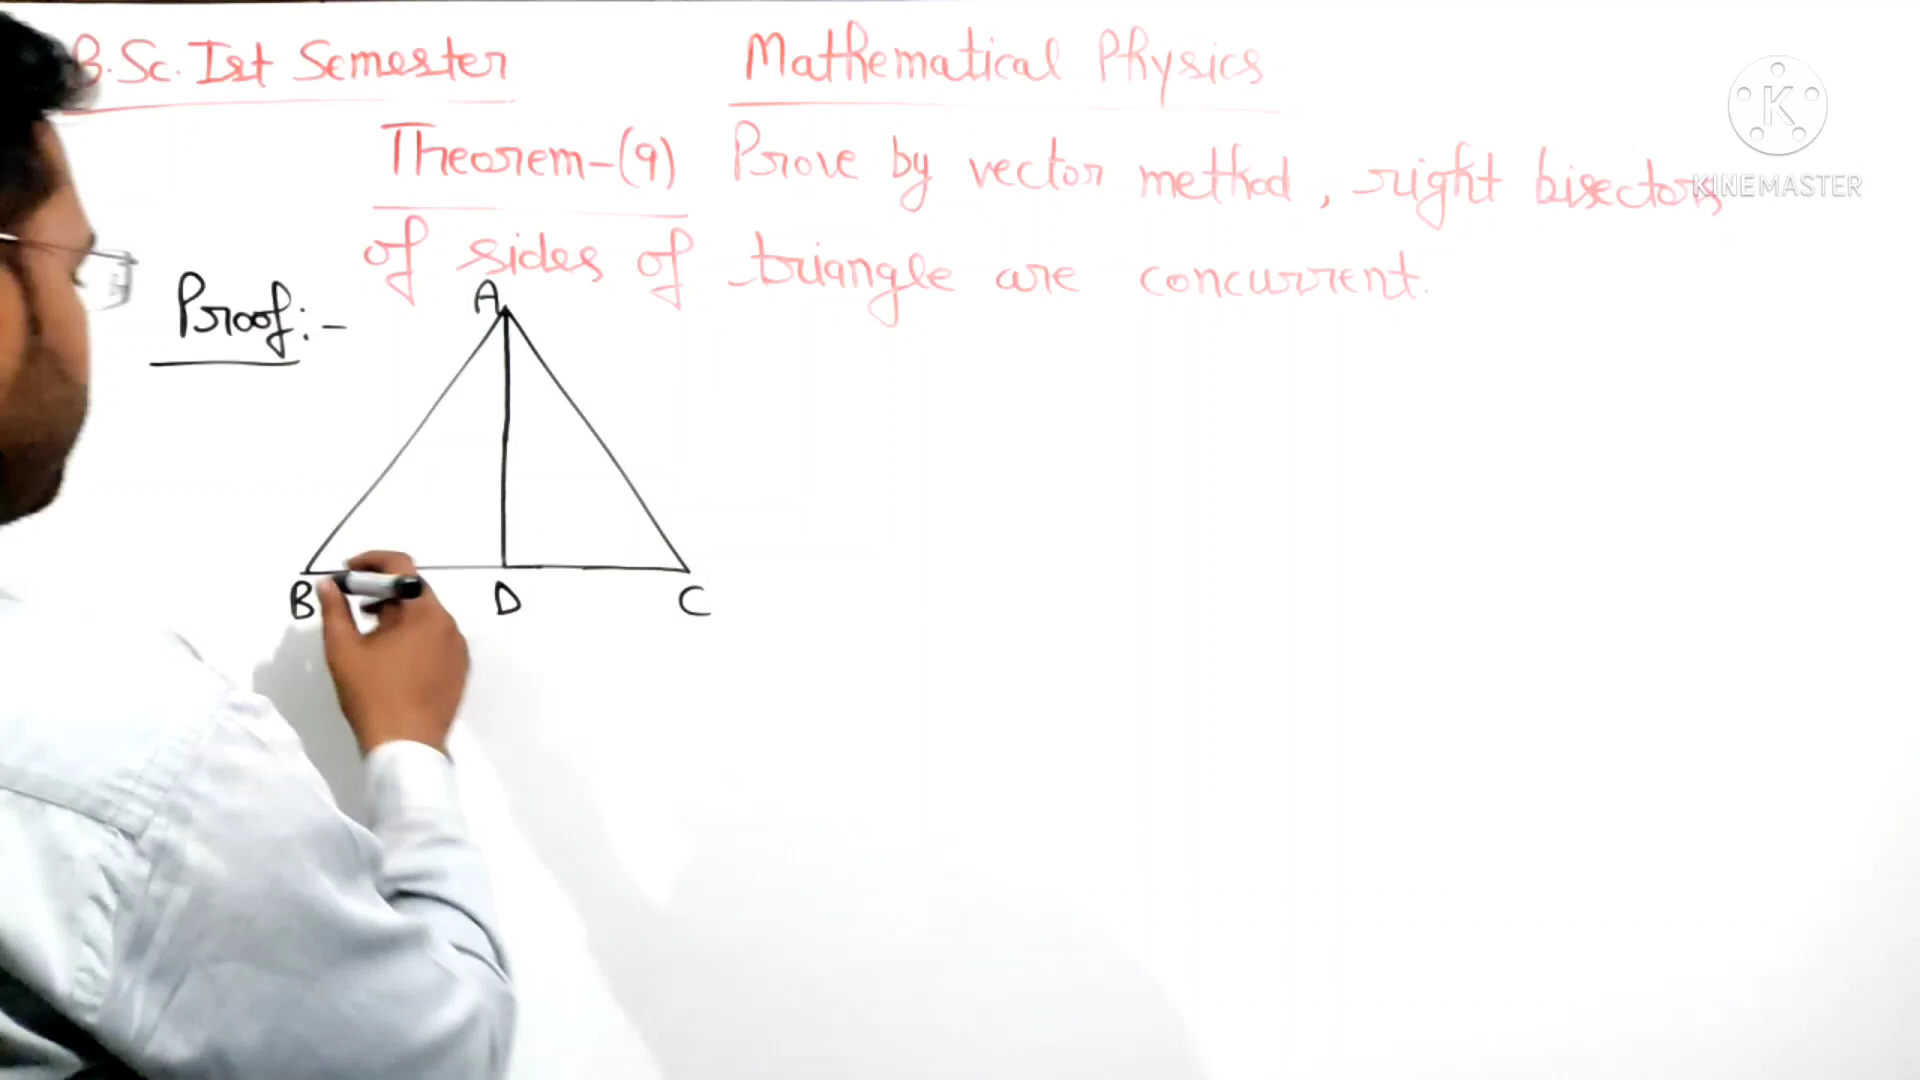 B.Sc. Ist Semester Mathematical Physics
Theorem-(9) Prove by vector method, right bisectors
of sides of triangle are concurrent.
Proof:-
A
B D C
K
KINEMASTER